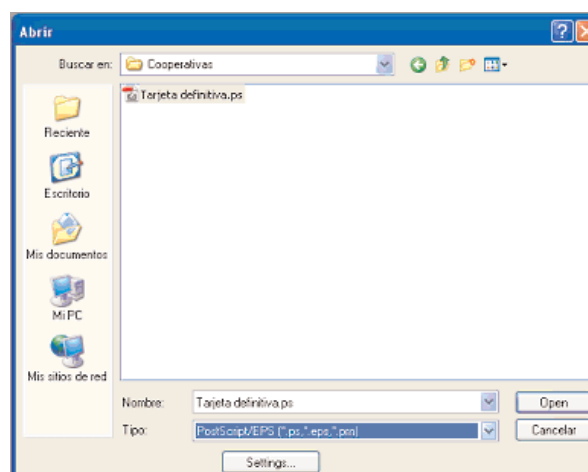 Abrir
Buscar en: Cooperativas
Tarjeta definitiva.ps
Reciente
Escritorio
Mis documentos
Mi PC
Mis sitios de red
Nombre: Tarjeta definitiva.ps Open
Tipo: PostScript/EPS (*.ps,*.eps,*.prn) Cancelar
Settings...